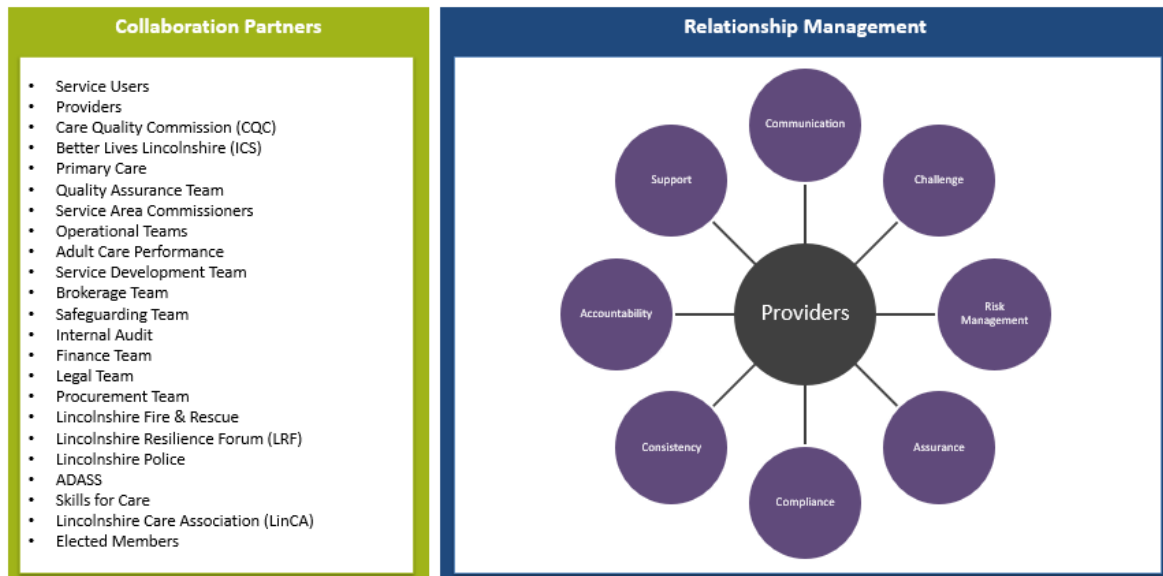 Collaboration Partners
• Service Users
• Providers
• Care Quality Commission (CQC)
• Better Lives Lincolnshire (ICS)
• Primary Care
• Quality Assurance Team
• Service Area Commissioners
• Operational Teams
• Adult Care Performance
• Service Development Team
• Brokerage Team
• Safeguarding Team
• Internal Audit
• Finance Team
• Legal Team
• Procurement Team
• Lincolnshire Fire & Rescue
• Lincolnshire Resilience Forum (LRF)
• Lincolnshire Police
• ADASS
• Skills for Care
• Lincolnshire Care Association (LinCA)
• Elected Members
Relationship Management
Communication
Challenge
Risk
Management
Assurance
Compliance
Consistency
Accountability
Support
Providers